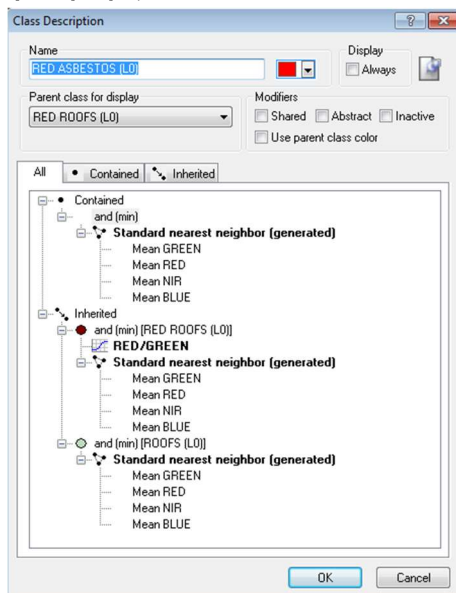 Class Description
Name
RED ASBESTOS (L0)
Display
Always
Parent class for display
RED ROOFS (L0)
Modifiers
Shared Abstract Inactive
Use parent class color
All Contained Inherited
Contained
and (min)
Standard nearest neighbor (generated)
Mean GREEN
Mean RED
Mean NIR
Mean BLUE
Inherited
and (min) [RED ROOFS (L0)]
RED/GREEN
Standard nearest neighbor (generated)
Mean GREEN
Mean RED
Mean NIR
Mean BLUE
and (min) [ROOFS (L0)]
Standard nearest neighbor (generated)
Mean GREEN
Mean RED
Mean NIR
Mean BLUE
OK Cancel